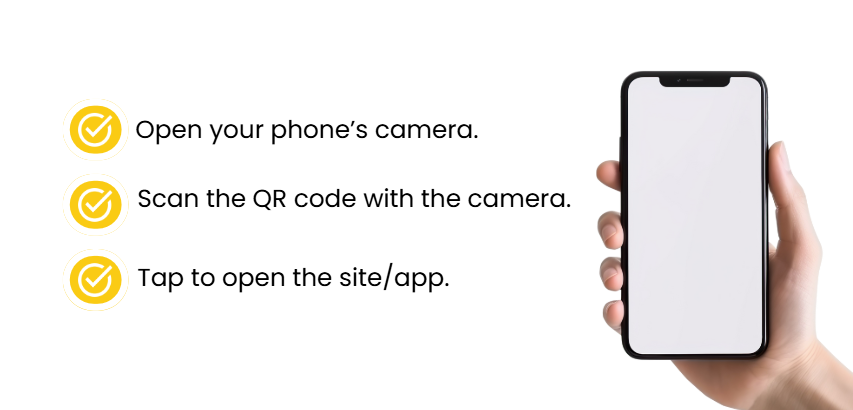 Open your phone’s camera.
Scan the QR code with the camera.
Tap to open the site/app.